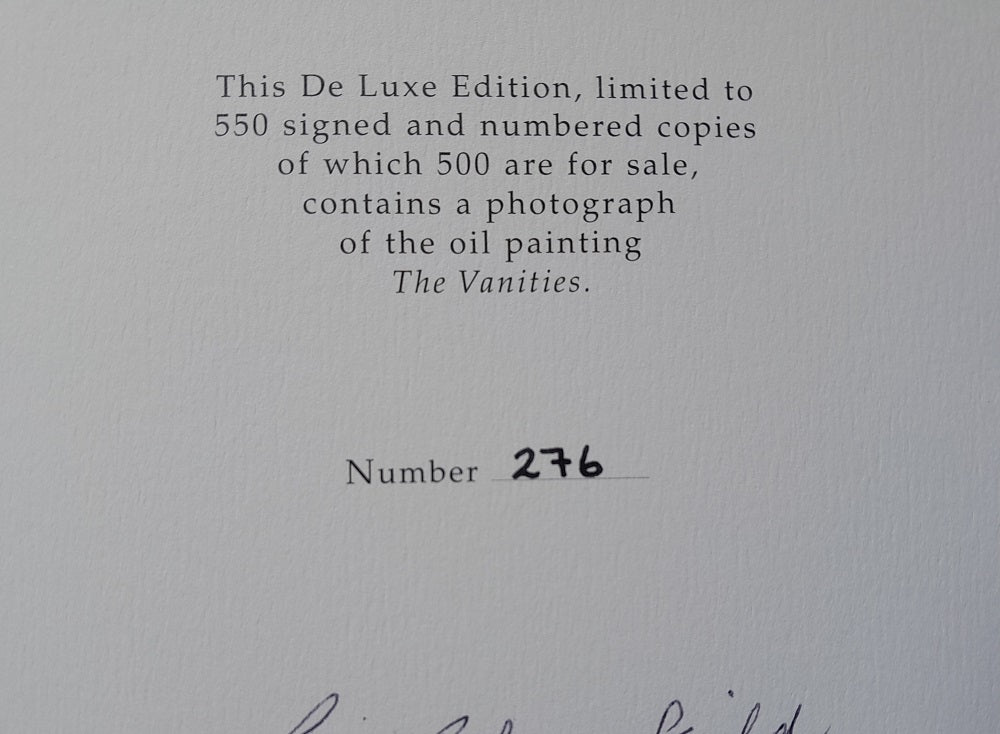 This De Luxe Edition, limited to
550 signed and numbered copies
of which 500 are for sale,
contains a photograph
of the oil painting
The Vanities.
Number 276